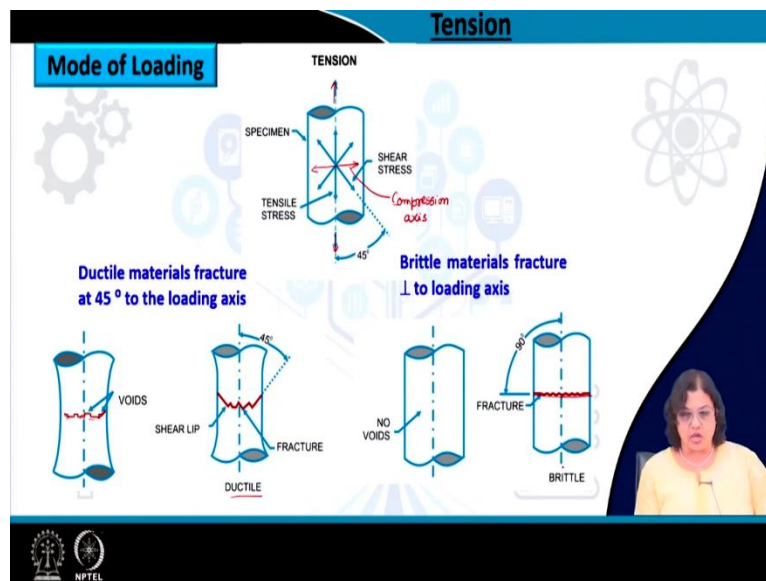 Tension
Mode of Loading
TENSION
SPECIMEN
SHEAR
STRESS
TENSILE
STRESS
Compression
axis
45°
Ductile materials fracture
at 45 ° to the loading axis
Brittle materials fracture
⊥ to loading axis
VOIDS
45°
SHEAR LIP
FRACTURE
DUCTILE
NO
VOIDS
90°
FRACTURE
BRITTLE
NPTEL